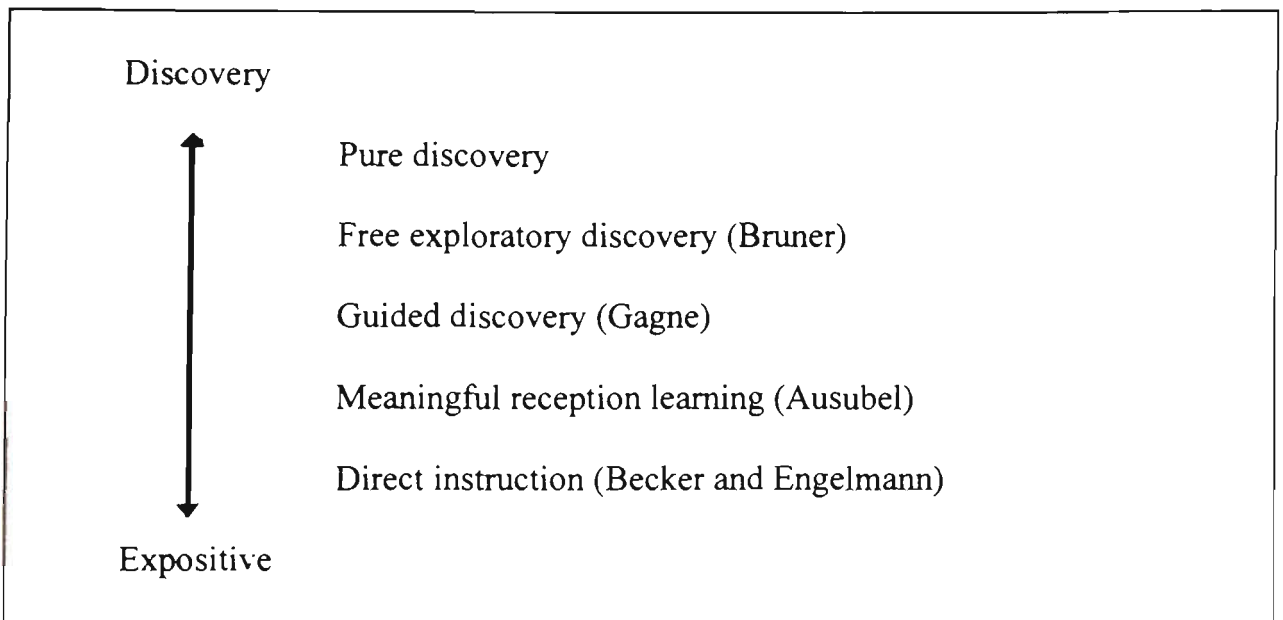 Discovery
Pure discovery
Free exploratory discovery (Bruner)
Guided discovery (Gagne)
Meaningful reception learning (Ausubel)
Direct instruction (Becker and Engelmann)
Expositive